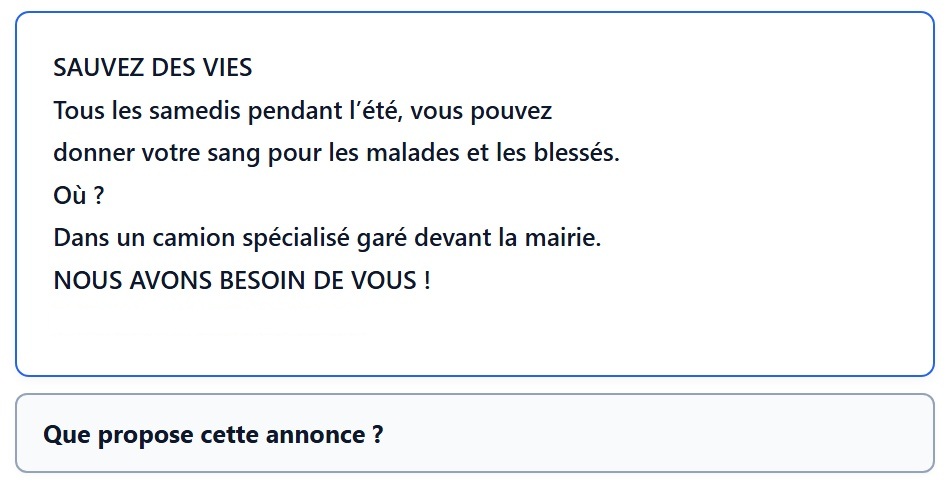 SAUVEZ DES VIES
Tous les samedis pendant l’été, vous pouvez
donner votre sang pour les malades et les blessés.
Où ?
Dans un camion spécialisé garé devant la mairie.
NOUS AVONS BESOIN DE VOUS !
Que propose cette annonce ?